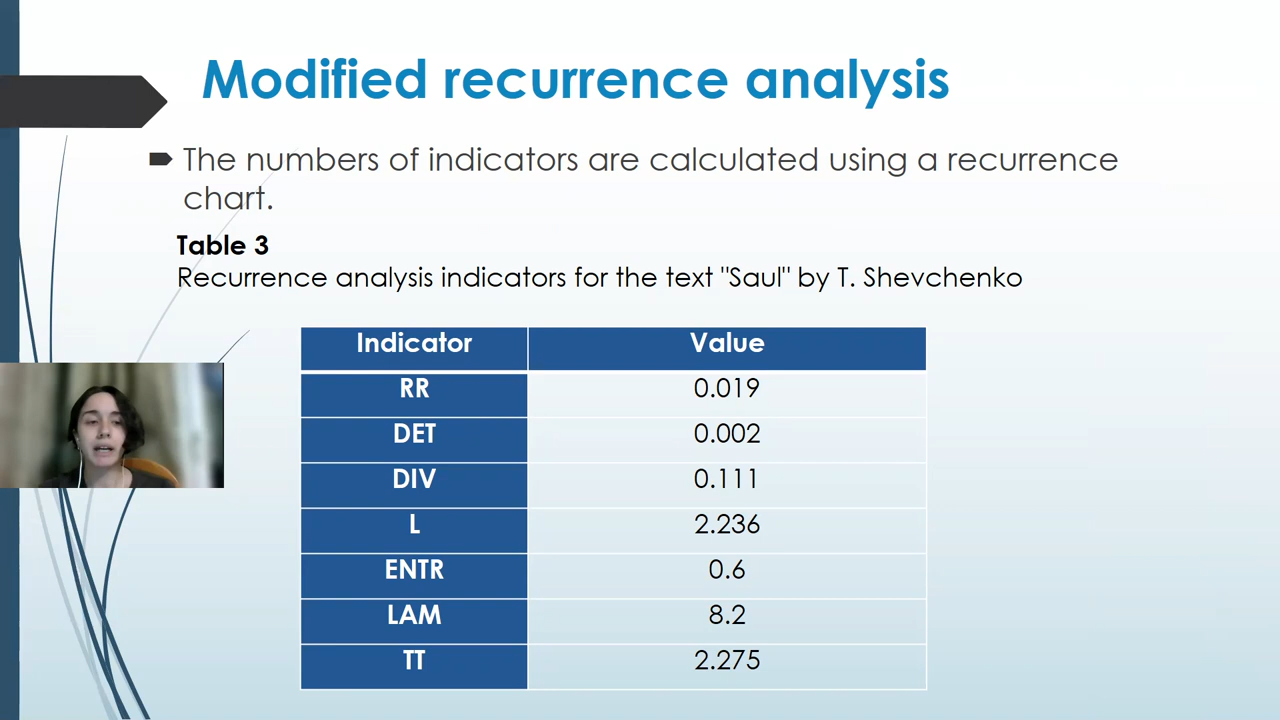 Modified recurrence analysis
The numbers of indicators are calculated using a recurrence
chart.
Table 3
Recurrence analysis indicators for the text "Saul" by T. Shevchenko
Indicator Value
RR 0.019
DET 0.002
DIV 0.111
L 2.236
ENTR 0.6
LAM 8.2
TT 2.275